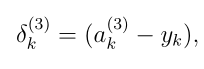 δ_k^{(3)} = (a_k^{(3)} − y_k),